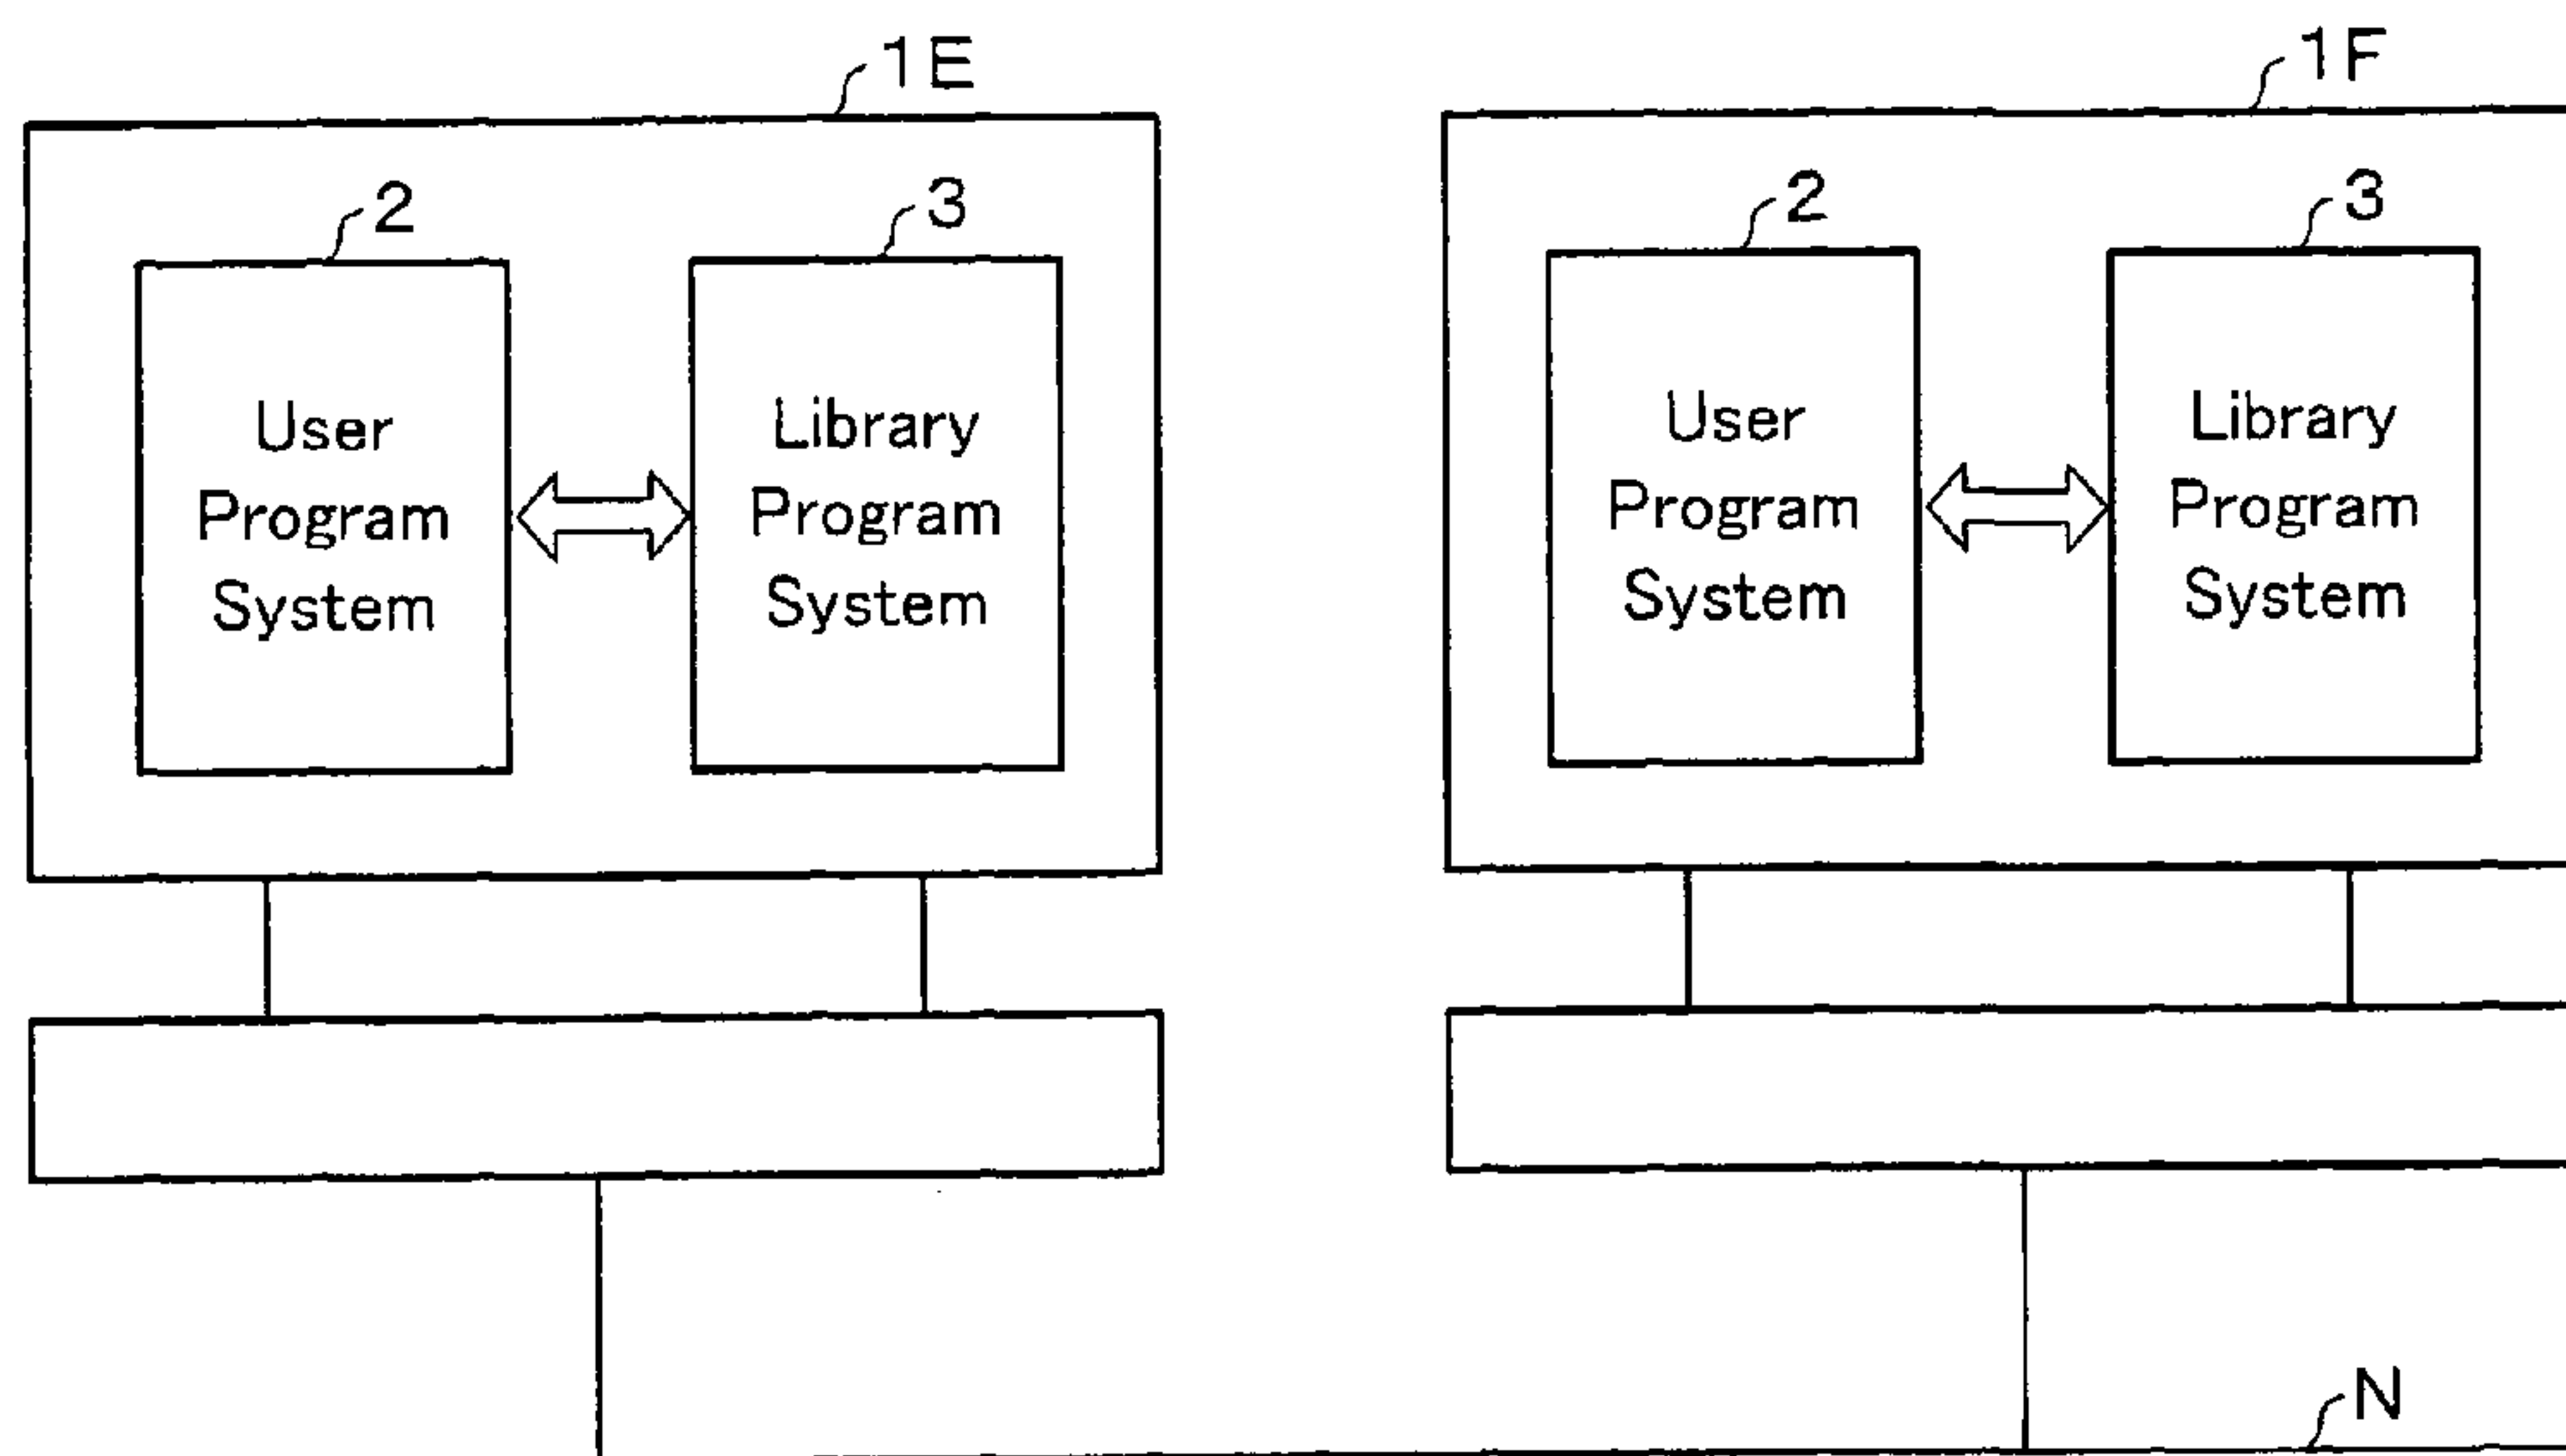 1E
1F
2
3
2
3
User
Program
System
Library
Program
System
User
Program
System
Library
Program
System
N